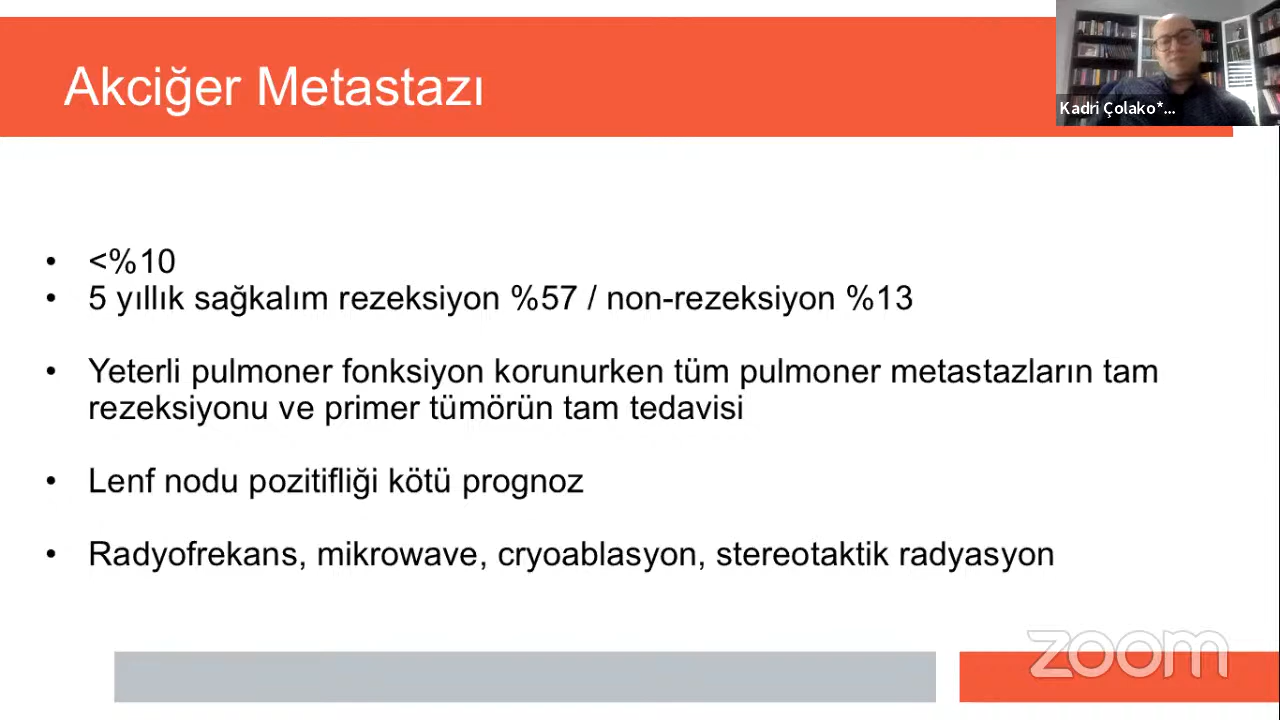 Akciğer Metastazı
Kadri Çolako*...
• <%10
• 5 yıllık sağkalım rezeksiyon %57 / non-rezeksiyon %13
• Yeterli pulmoner fonksiyon korunurken tüm pulmoner metastazların tam
rezeksiyonu ve primer tümörün tam tedavisi
• Lenf nodu pozitifliği kötü prognoz
• Radyofrekans, mikrowave, cryoablasyon, stereotaktik radyasyon
zoom